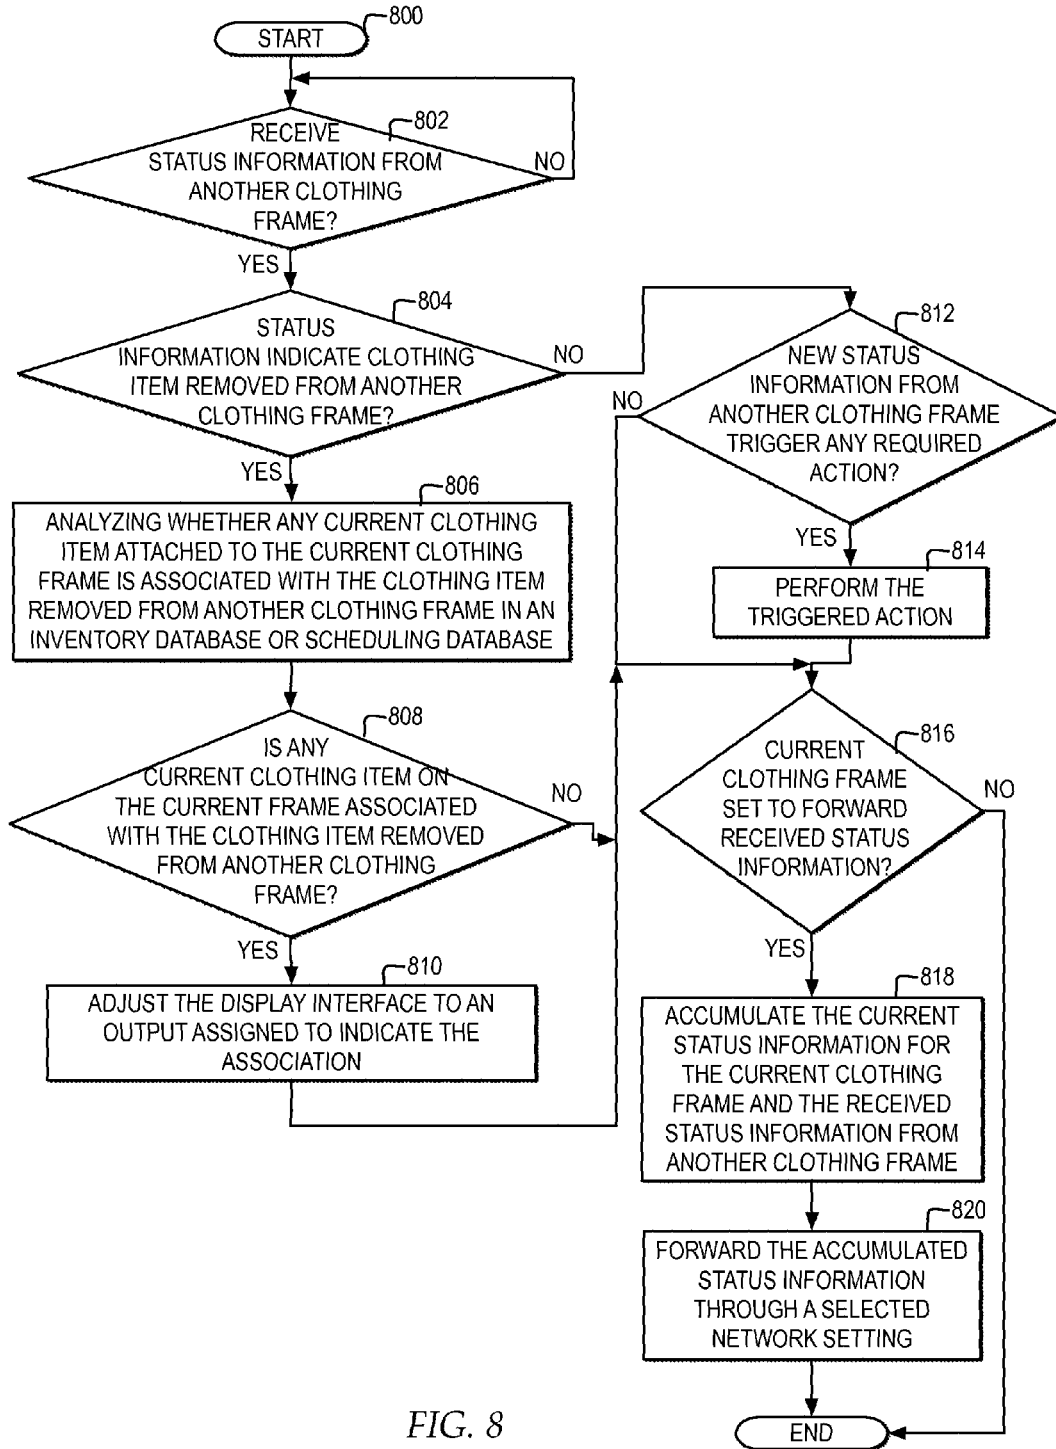 START
800
802
RECEIVE
STATUS INFORMATION FROM
ANOTHER CLOTHING
FRAME?
NO
YES
804
STATUS
INFORMATION INDICATE CLOTHING
ITEM REMOVED FROM ANOTHER
CLOTHING FRAME?
NO
YES
806
ANALYZING WHETHER ANY CURRENT CLOTHING
ITEM ATTACHED TO THE CURRENT CLOTHING
FRAME IS ASSOCIATED WITH THE CLOTHING ITEM
REMOVED FROM ANOTHER CLOTHING FRAME IN AN
INVENTORY DATABASE OR SCHEDULING DATABASE
808
IS ANY
CURRENT CLOTHING ITEM ON
THE CURRENT FRAME ASSOCIATED
WITH THE CLOTHING ITEM REMOVED
FROM ANOTHER CLOTHING
FRAME?
NO
YES
810
ADJUST THE DISPLAY INTERFACE TO AN
OUTPUT ASSIGNED TO INDICATE THE
ASSOCIATION
812
NEW STATUS
INFORMATION FROM
ANOTHER CLOTHING FRAME
TRIGGER ANY REQUIRED
ACTION?
NO
YES
814
PERFORM THE
TRIGGERED ACTION
816
CURRENT
CLOTHING FRAME
SET TO FORWARD
RECEIVED STATUS
INFORMATION?
NO
YES
818
ACCUMULATE THE CURRENT
STATUS INFORMATION FOR
THE CURRENT CLOTHING
FRAME AND THE RECEIVED
STATUS INFORMATION FROM
ANOTHER CLOTHING FRAME
820
FORWARD THE ACCUMULATED
STATUS INFORMATION
THROUGH A SELECTED
NETWORK SETTING
END
FIG. 8